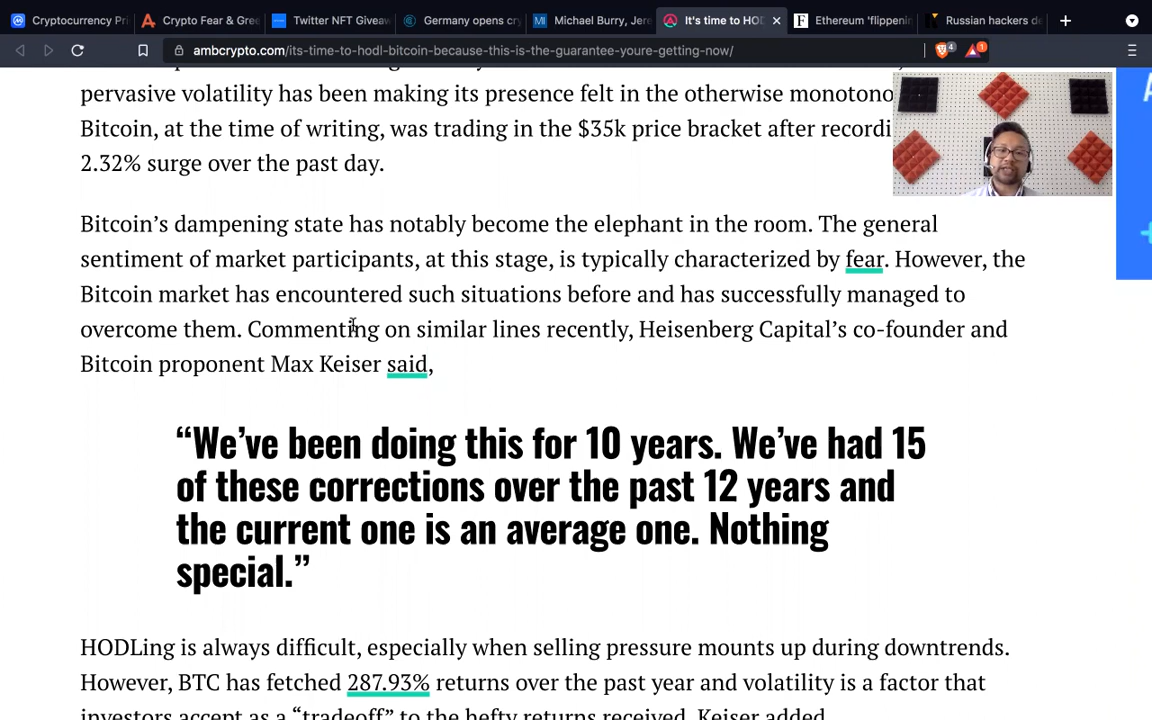 Cryptocurrency Pri
Crypto Fear & Gre
Twitter NFT Giveaw
Germany opens cry
Michael Burry, Jere
It's time to HOD
Ethereum 'flippenin
Russian hackers de
ambcrypto.com/its-time-to-hodl-bitcoin-because-this-is-the-guarantee-youre-getting-now/
4
1
pervasive volatility has been making its presence felt in the otherwise monotono
Bitcoin, at the time of writing, was trading in the $35k price bracket after recordi
2.32% surge over the past day.
Bitcoin’s dampening state has notably become the elephant in the room. The general
sentiment of market participants, at this stage, is typically characterized by fear. However, the
Bitcoin market has encountered such situations before and has successfully managed to
overcome them. Commenting on similar lines recently, Heisenberg Capital’s co-founder and
Bitcoin proponent Max Keiser said,
“We’ve been doing this for 10 years. We’ve had 15
of these corrections over the past 12 years and
the current one is an average one. Nothing
special.”
HODLing is always difficult, especially when selling pressure mounts up during downtrends.
However, BTC has fetched 287.93% returns over the past year and volatility is a factor that
investors accept as a “tradeoff” to the hefty returns received. Keiser added